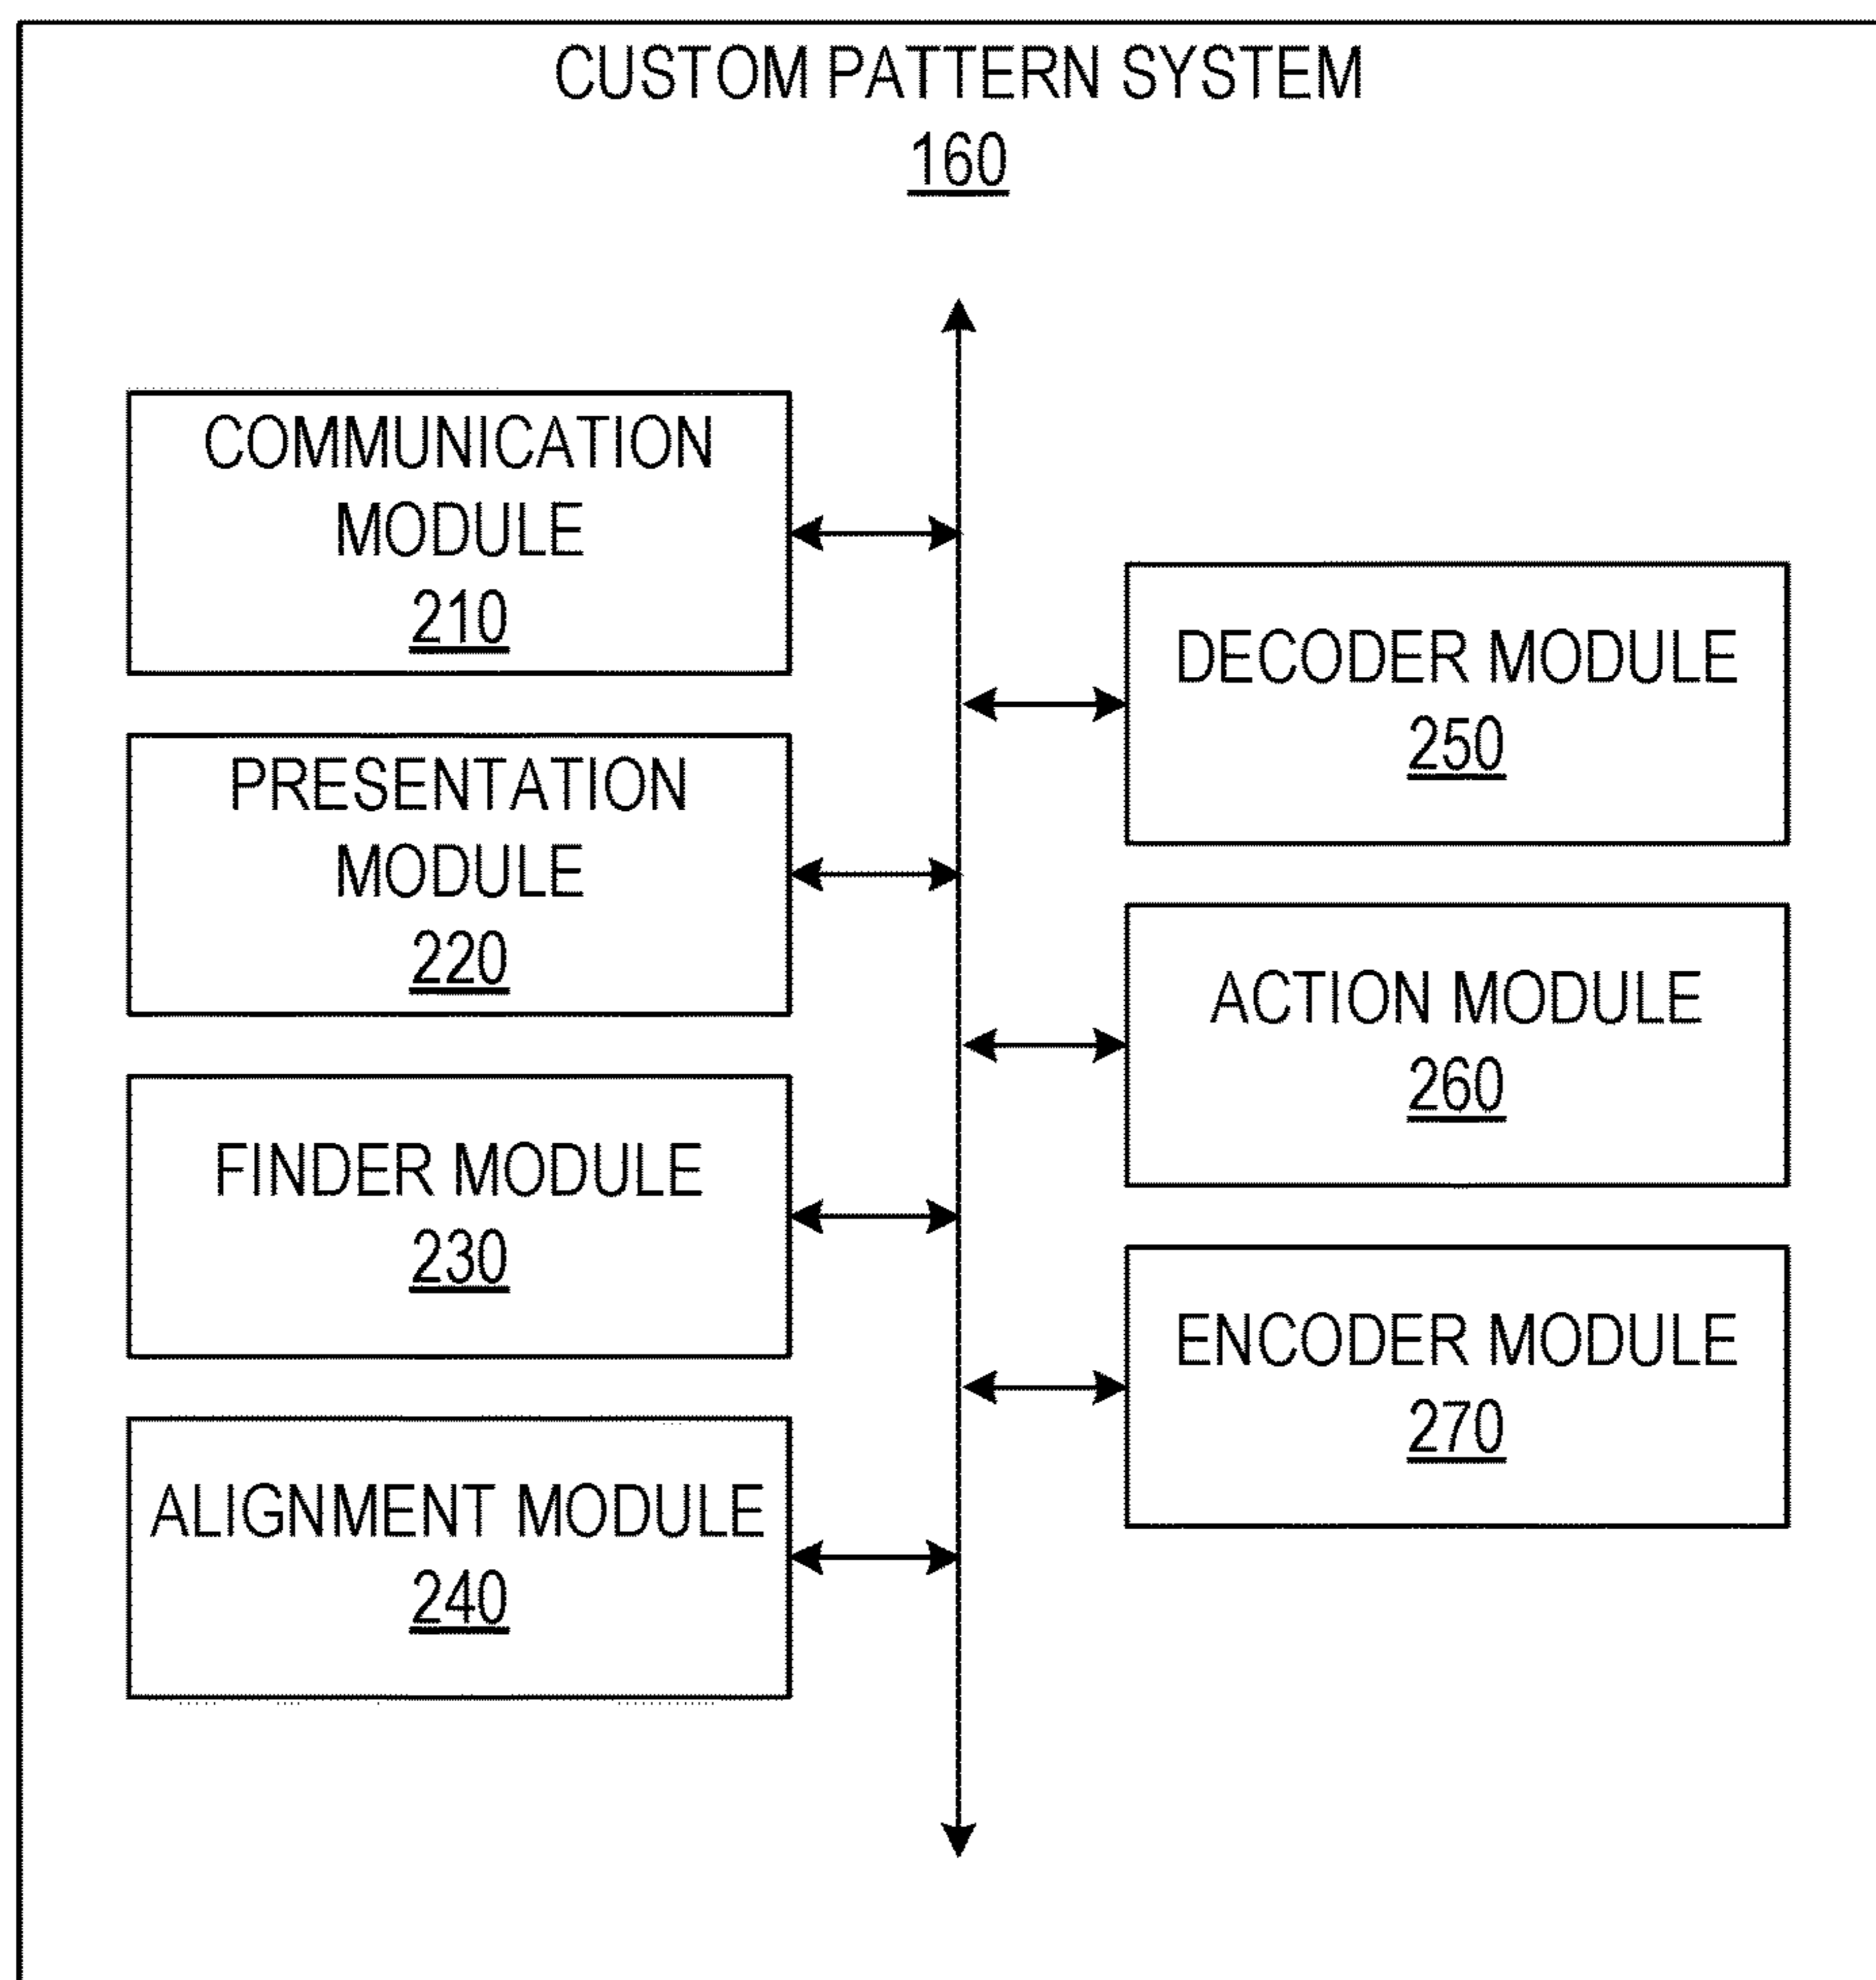 CUSTOM PATTERN SYSTEM
160
COMMUNICATION
MODULE
210
PRESENTATION
MODULE
220
FINDER MODULE
230
ALIGNMENT MODULE
240
DECODER MODULE
250
ACTION MODULE
260
ENCODER MODULE
270